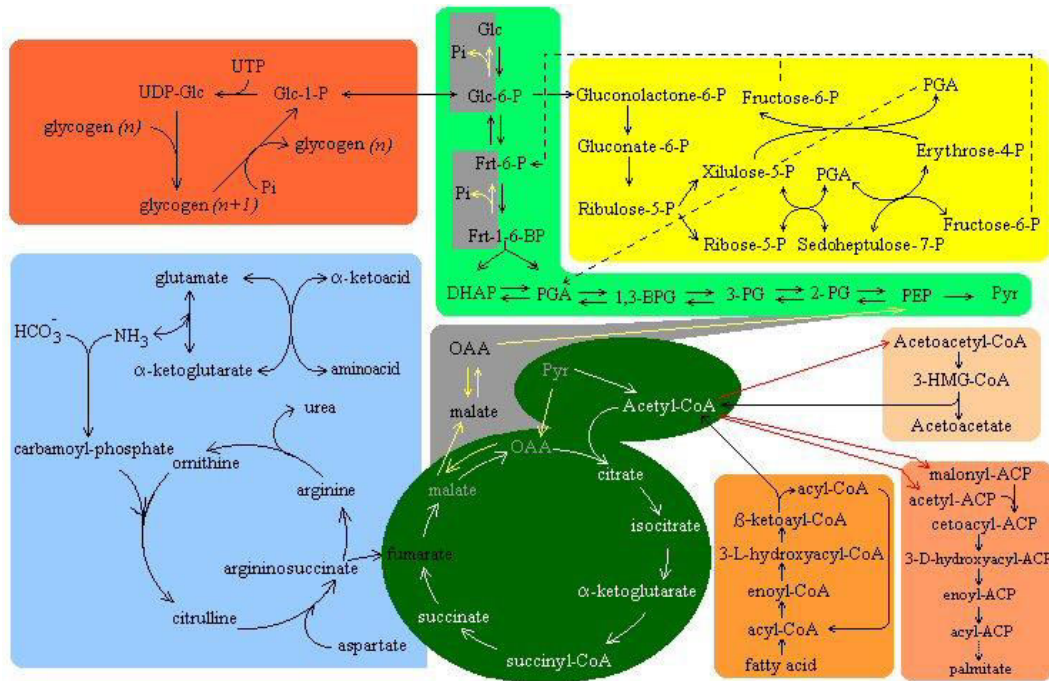 UTP
UDP-Glc
Glc-1-P
glycogen (n)
glycogen (n)
Pi
glycogen (n+1)
Glc
Pi
Glc-6-P
Frt-6-P
Pi
Frt-1-6-BP
DHAP
PGA
1,3-BPG
3-PG
2-PG
PEP
Pyr
Gluconolactone-6-P
Fructose-6-P
PGA
Gluconate -6-P
Erythrose-4-P
Xilulose-5-P
PGA
Ribulose-5-P
Fructose-6-P
Ribose-5-P
Sedoheptulose-7-P
glutamate
α-ketoacid
HCO3-
NH3
α-ketoglutarate
aminoacid
urea
carbamoyl-phosphate
ornithine
arginine
argininosuccinate
citrulline
aspartate
OAA
malate
Pyr
Acetyl-CoA
OAA
malate
citrate
isocitrate
fumarate
α-ketoglutarate
succinate
succinyl-CoA
Acetoacetyl-CoA
3-HMG-CoA
Acetoacetate
acyl-CoA
ß-ketoayl-CoA
3-L-hydroxyacyl-CoA
enoyl-CoA
acyl-CoA
fatty acid
malonyl-ACP
acetyl-ACP
cetoacyl-ACP
3-D-hydroxyacyl-ACP
enoyl-ACP
acyl-ACP
palmitate